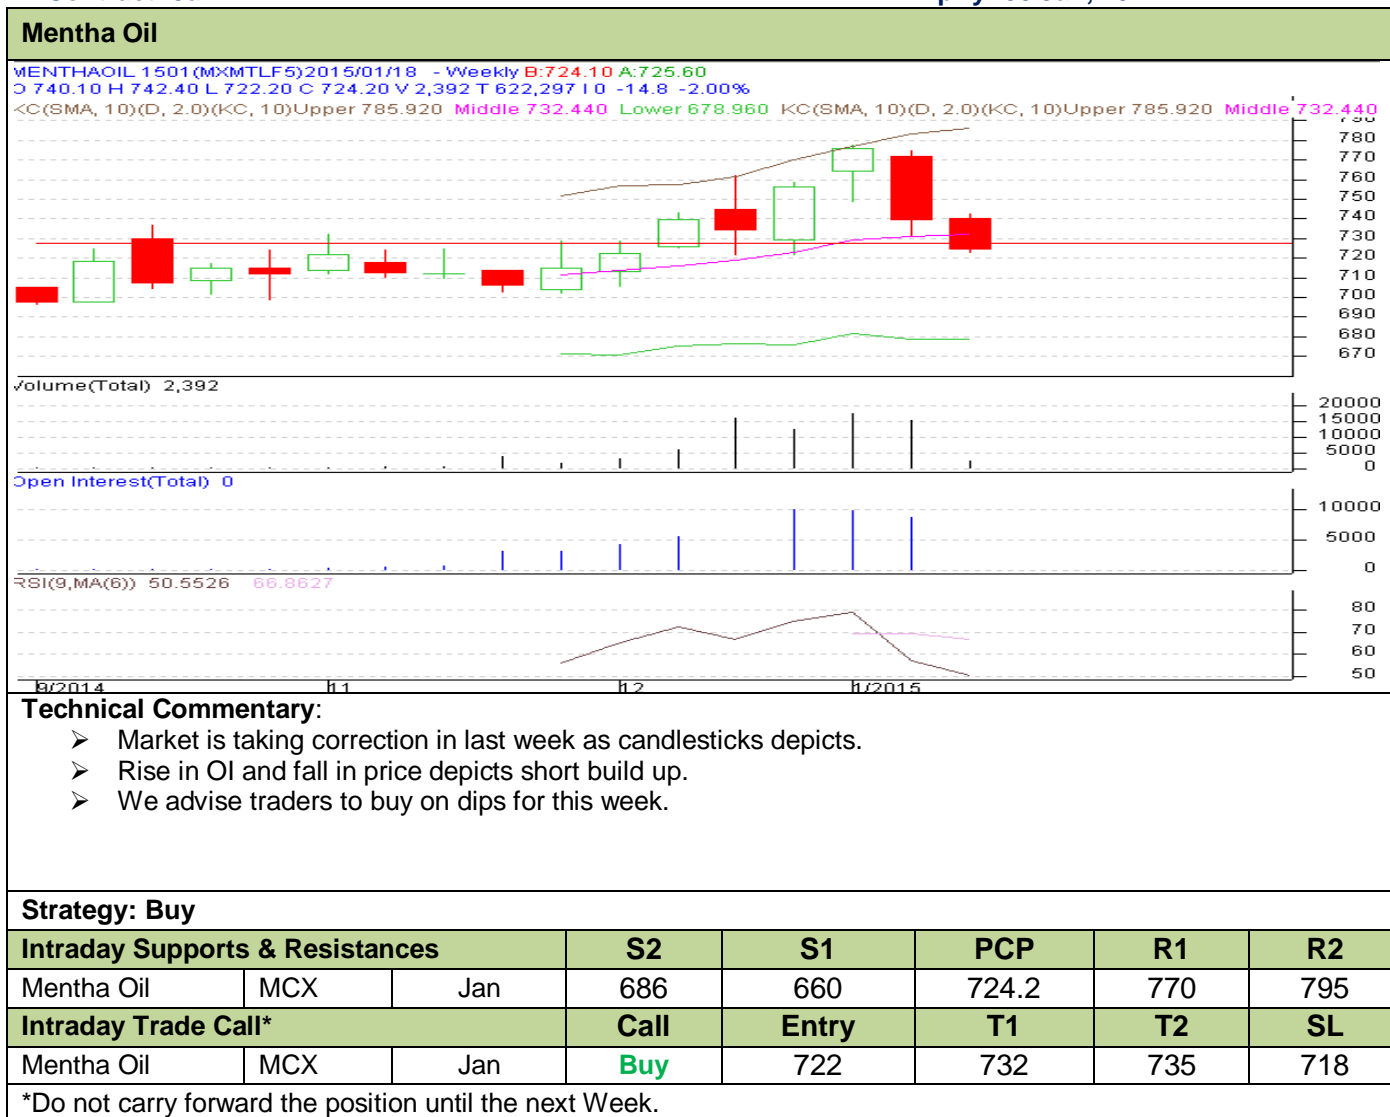 Mentha Oil
MENTHAOIL 1501(MXMTLF5)2015/01/18 - Weekly B:724.10 A:725.60
O 740.10 H 742.40 L 722.20 C 724.20 V 2,392 T 622,297 I 0 -14.8 -2.00%
KC(SMA, 10)(D, 2.0)(KC, 10)Upper 785.920 Middle 732.440 Lower 678.960 KC(SMA, 10)(D, 2.0)(KC, 10)Upper 785.920 Middle 732.440
790
780
770
760
750
740
730
720
710
700
690
680
670
Volume(Total) 2,392
20000
15000
10000
5000
0
Open Interest(Total) 0
10000
5000
0
RSI(9,MA(6)) 50.5526 66.8627
80
70
60
50
9/2014 11 12 1/2015
Technical Commentary:
➢ Market is taking correction in last week as candlesticks depicts.
➢ Rise in OI and fall in price depicts short build up.
➢ We advise traders to buy on dips for this week.
Strategy: Buy
Intraday Supports & Resistances S2 S1 PCP R1 R2
Mentha Oil MCX Jan 686 660 724.2 770 795
Intraday Trade Call* Call Entry T1 T2 SL
Mentha Oil MCX Jan Buy 722 732 735 718
*Do not carry forward the position until the next Week.